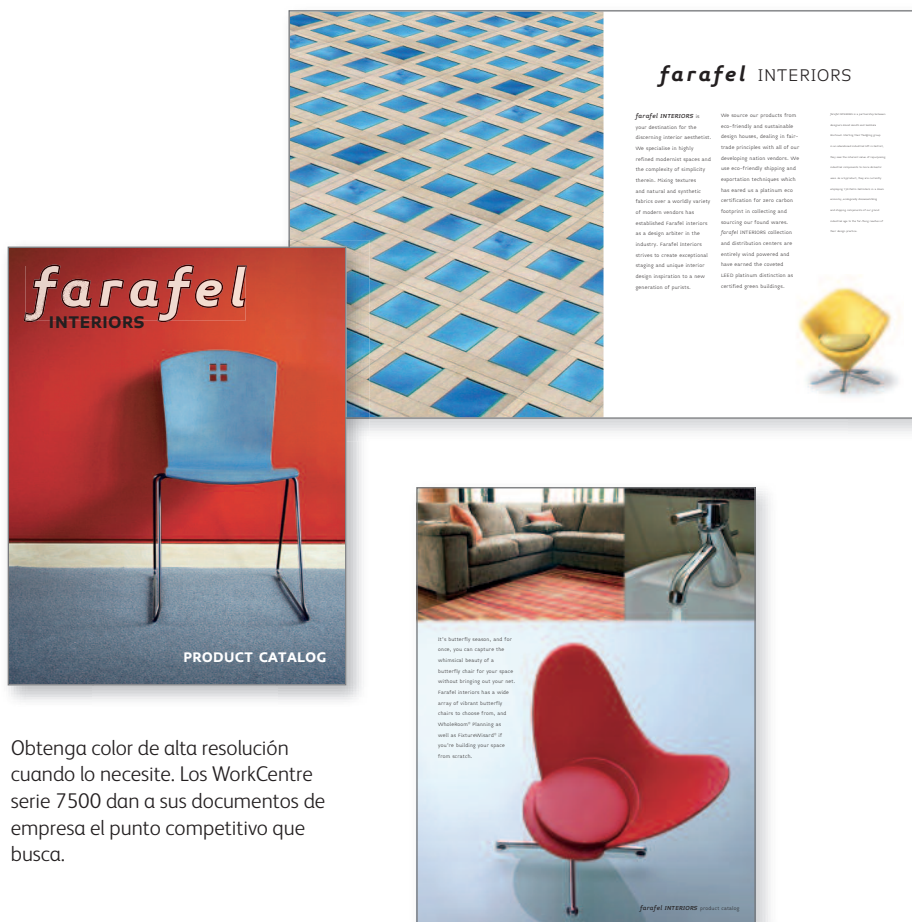 farafel INTERIORS
farafel INTERIORS is
your destination for the
discerning interior aesthetist.
We specialise in highly
refined modernist spaces and
the complexity of simplicity
therein. Mixing textures
and natural and synthetic
fabrics over a worldly variety
of modern vendors has
established Farafel interiors
as a design arbiter in the
industry. Farafel Interiors
strives to create exceptional
staging and unique interior
design inspiration to a new
generation of purists.
We source our products from
eco-friendly and sustainable
design houses, dealing in fair-
trade principles with all of our
developing nation vendors. We
use eco-friendly shipping and
exportation techniques which
has eared us a platinum eco
certification for zero carbon
footprint in collecting and
sourcing our found wares.
farafel INTERIORS collection
and distribution centers are
entirely wind powered and
have earned the coveted
LEED platinum distinction as
certified green buildings.
farafel
INTERIORS
PRODUCT CATALOG
It's butterfly season, and for
once, you can capture the
whimsical beauty of a
butterfly chair for your space
without bringing out your net.
Farafel interiors has a wide
array of vibrant butterfly
chairs to choose from, and
WholeRoom® Planning as
well as FixtureWizard® if
you're building your space
from scratch.
farafel INTERIORS product catalog
Obtenga color de alta resolución
cuando lo necesite. Los WorkCentre
serie 7500 dan a sus documentos de
empresa el punto competitivo que
busca.